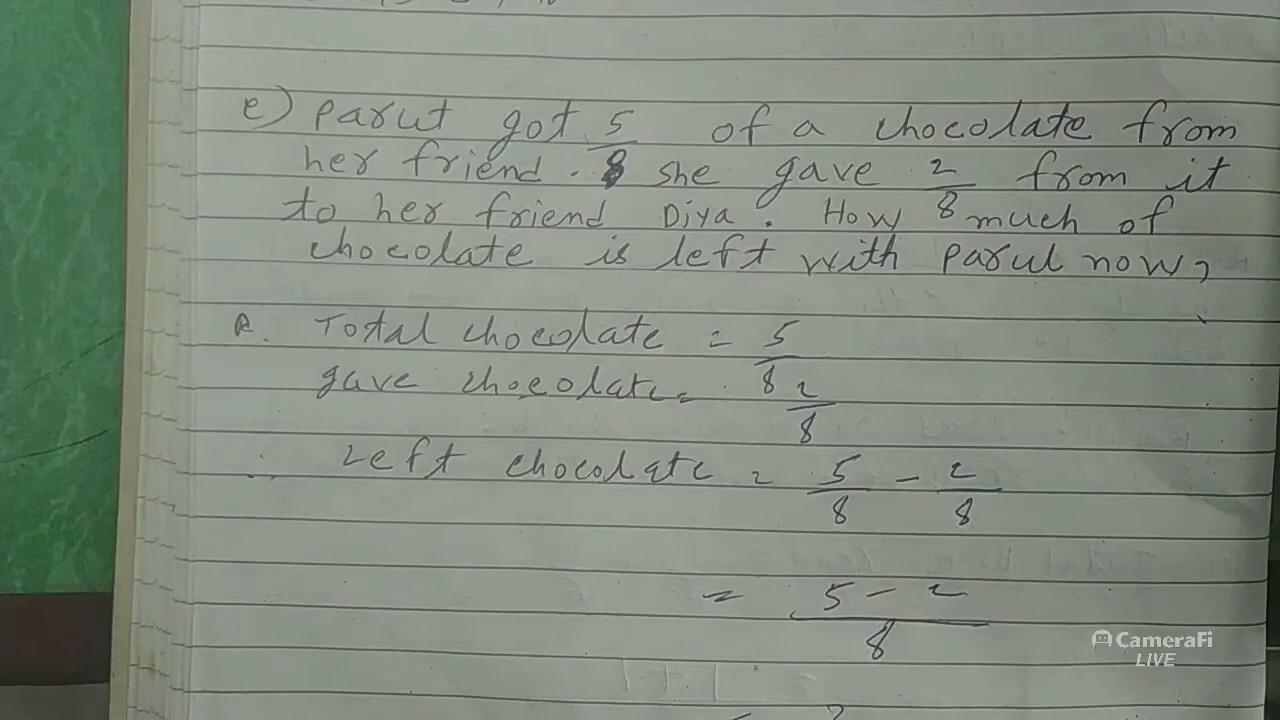 e) Parut got 5/8 of a chocolate from
her friend. She gave 2/8 from it
to her friend Diya. How much of
chocolate is left with Parul now,
A. Total chocolate = 5/8
gave chocolate = 2/8
Left chocolate = 5/8 - 2/8
= 5-2/8
CameraFi
LIVE